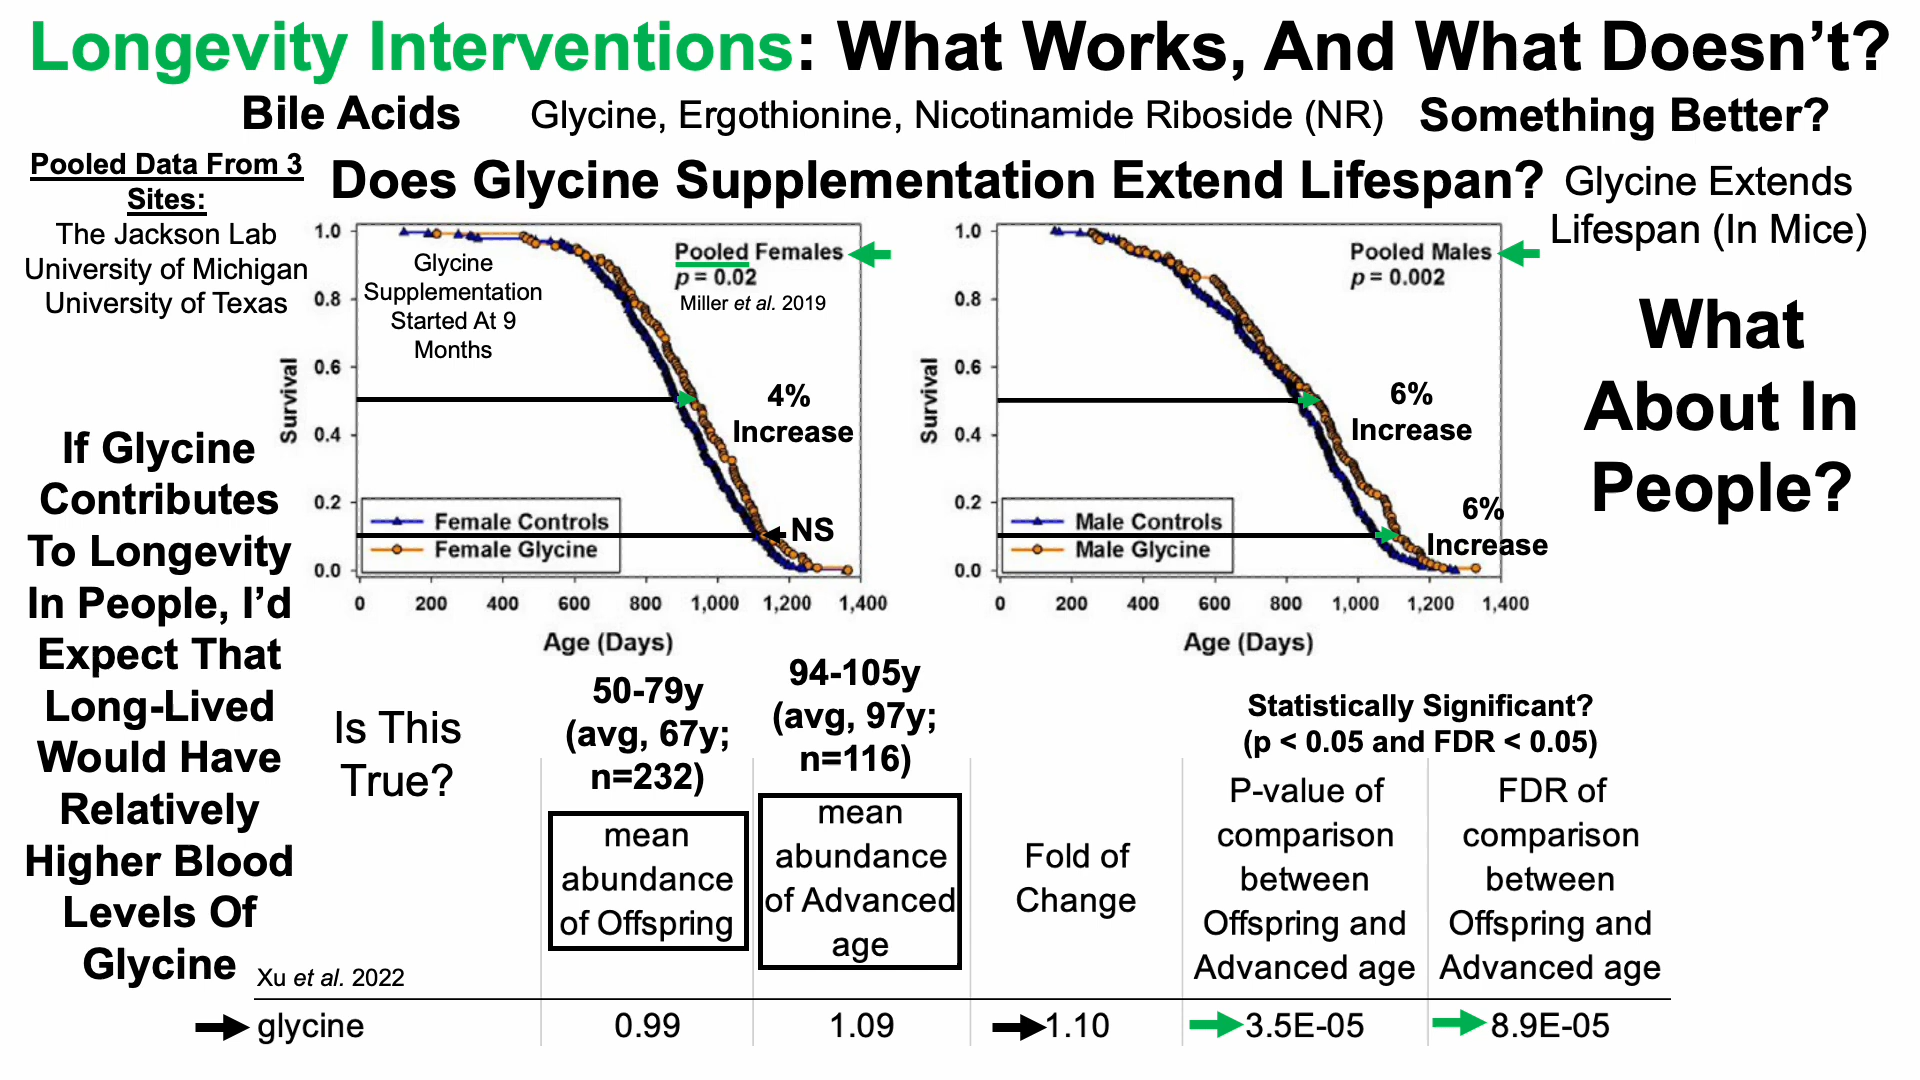 Longevity Interventions: What Works, And What Doesn’t?
Bile Acids
Glycine, Ergothionine, Nicotinamide Riboside (NR)
Something Better?
Pooled Data From 3
Sites:
The Jackson Lab
University of Michigan
University of Texas
Does Glycine Supplementation Extend Lifespan?
Glycine Extends
Lifespan (In Mice)
What
About In
People?
Survival
1.0
0.8
0.6
0.4
0.2
0.0
Glycine
Supplementation
Started At 9
Months
Pooled Females
p = 0.02
Miller et al. 2019
4%
Increase
NS
Female Controls
Female Glycine
0 200 400 600 800 1,000 1,200 1,400
Age (Days)
Survival
1.0
0.8
0.6
0.4
0.2
0.0
Pooled Males
p = 0.002
6%
Increase
6%
Increase
Male Controls
Male Glycine
0 200 400 600 800 1,000 1,200 1,400
Age (Days)
If Glycine
Contributes
To Longevity
In People, I’d
Expect That
Long-Lived
Would Have
Relatively
Higher Blood
Levels Of
Glycine
Is This
True?
Xu et al. 2022
50-79y
(avg, 67y;
n=232)
mean
abundance
of Offspring
94-105y
(avg, 97y;
n=116)
mean
abundance
of Advanced
age
Fold of
Change
Statistically Significant?
(p < 0.05 and FDR < 0.05)
P-value of
comparison
between
Offspring and
Advanced age
FDR of
comparison
between
Offspring and
Advanced age
glycine 0.99 1.09 1.10 3.5E-05 8.9E-05